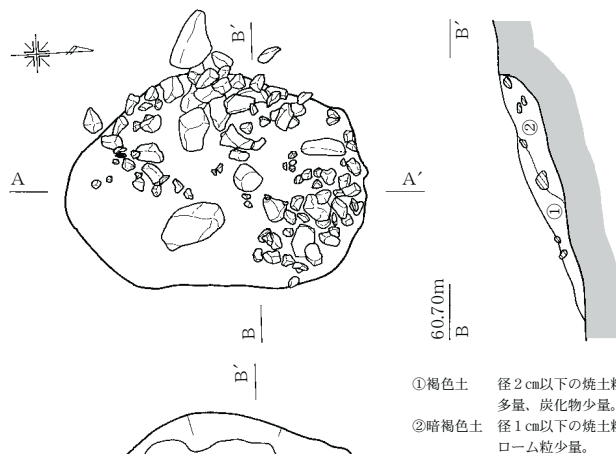 B′
B′
A
A′
②
①
60.70m
B
B
B′
①褐色土 径2㎝以下の焼土粒
多量、炭化物少量。
②暗褐色土 径1㎝以下の焼土粒
ローム粒少量。